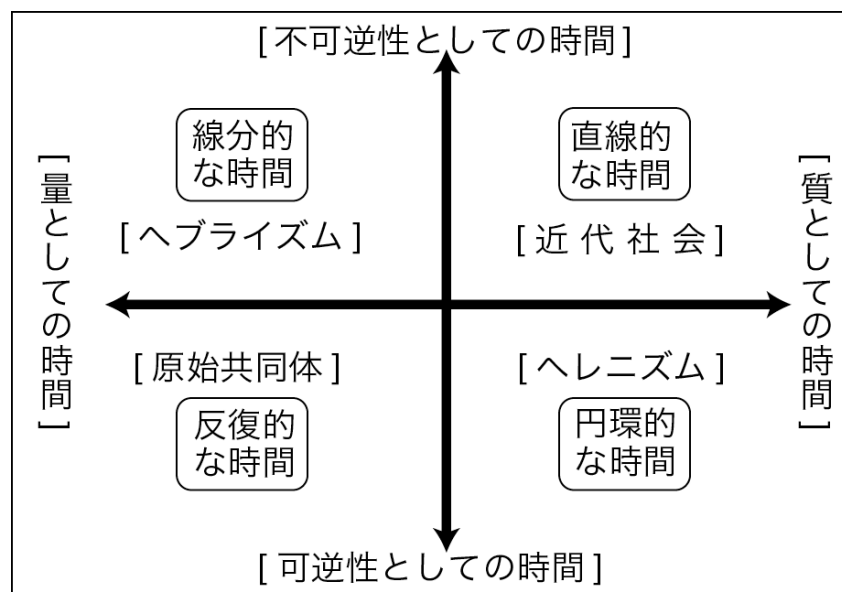 [不可逆性としての時間]
線分的
な時間
[ヘブライズム]
直線的
な時間
[近代社会]
[量としての時間]
[質としての時間]
[原始共同体]
反復的
な時間
[ヘレニズム]
円環的
な時間
[可逆性としての時間]